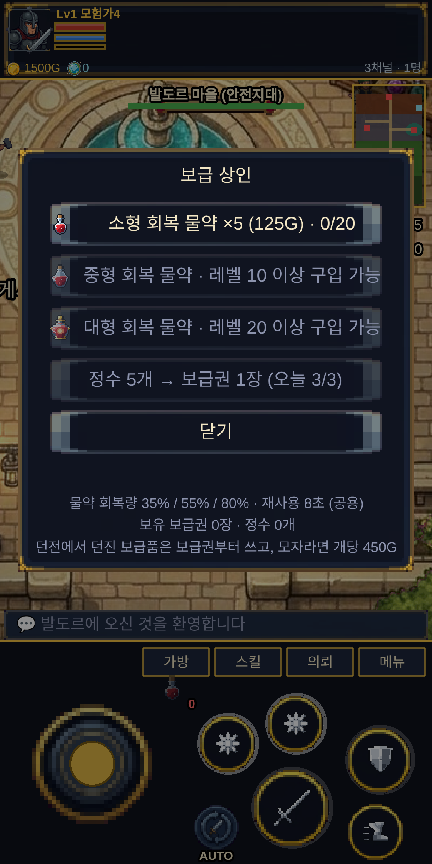 Lv1 모험가4
1500G
0
3채널 · 1명
발도르 마을 (안전지대)
보급 상인
5
소형 회복 물약 ×5 (125G) · 0/20
0
중형 회복 물약 · 레벨 10 이상 구입 가능
게
대형 회복 물약 · 레벨 20 이상 구입 가능
정수 5개 → 보급권 1장 (오늘 3/3)
닫기
물약 회복량 35% / 55% / 80% · 재사용 8초 (공용)
보유 보급권 0장 · 정수 0개
던전에서 던진 보급품은 보급권부터 쓰고, 모자라면 개당 450G
발도르에 오신 것을 환영합니다
가방
스킬
의뢰
메뉴
0
AUTO